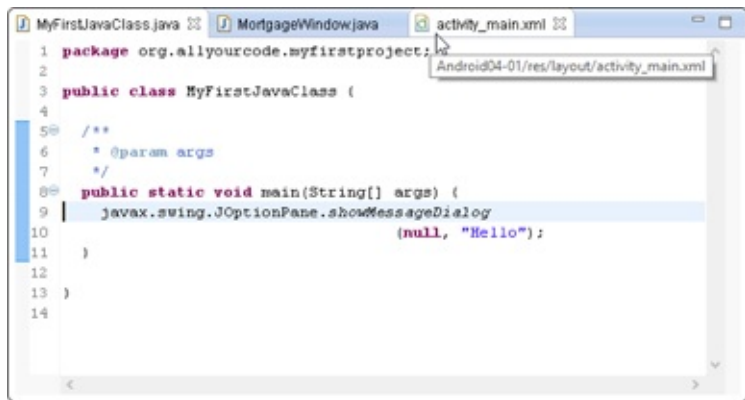 MyFirstJavaClass.java MortgageWindow.java activity_main.xml
1 package org.allyourcode.myfirstproject;
Android04-01/res/layout/activity_main.xml
2
3 public class MyFirstJavaClass {
4
5 /**
6 * @param args
7 */
8 public static void main(String[] args) {
9 javax.swing.JOptionPane.showMessageDialog
10 (null, "Hello");
11 }
12
13 }
14